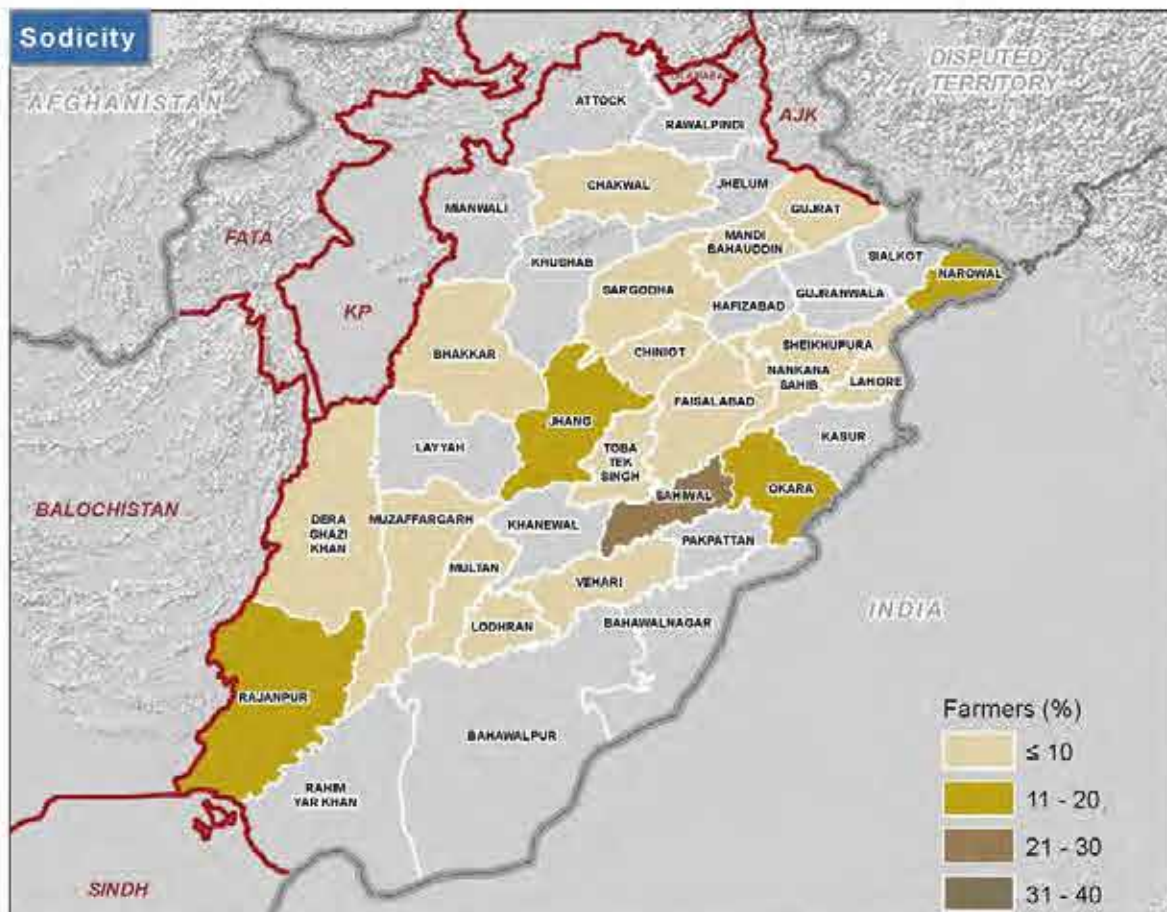 Sodicity
AFGHANISTAN
DISPUTED
TERRITORY
ATTOCK
RAWALPINDI
AJK
CHAKWAL
JHELUM
MIANWALI
GUJRAT
MANDI
BAHAUDDIN
FATA
KHUSHAB
SIALKOT
NAROWAL
SARGODHA
HAFIZABAD
GUJRANWALA
KP
BHAKKAR
CHINIOT
SHEIKHUPURA
NANKANA
SAHIB
LAHORE
FAISALABAD
JHANG
KASUR
LAYYAH
TOBA
TEK
SINGH
SAHIWAL
OKARA
BALOCHISTAN
DERA
GHAZI
KHAN
MUZAFFARGARH
KHANEWAL
PAKPATTAN
MULTAN
VEHARI
INDIA
LODHRAN
BAHAWALNAGAR
RAJANPUR
BAHAWALPUR
RAHIM
YAR KHAN
SINDH
Farmers (%)
≤ 10
11 - 20
21 - 30
31 - 40